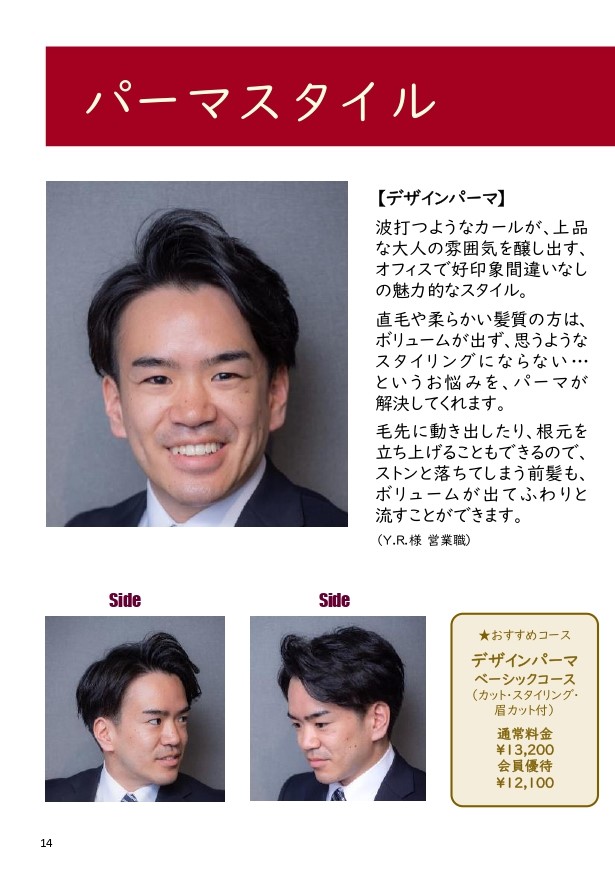 パーマスタイル
【デザインパーマ】
波打つようなカールが、上品
な大人の雰囲気を醸し出す、
オフィスで好印象間違いなし
の魅力的なスタイル。
直毛や柔らかい髪質の方は、
ボリュームが出ず、思うような
スタイリングにならない…
というお悩みを、パーマが
解決してくれます。
毛先に動き出したり、根元を
立ち上げることもできるので、
ストンと落ちてしまう前髪も、
ボリュームが出てふわりと
流すことができます。
（Y.R.様 営業職）
Side
Side
★おすすめコース
デザインパーマ
ベーシックコース
（カット・スタイリング・
眉カット付）
通常料金
¥13,200
会員優待
¥12,100
14